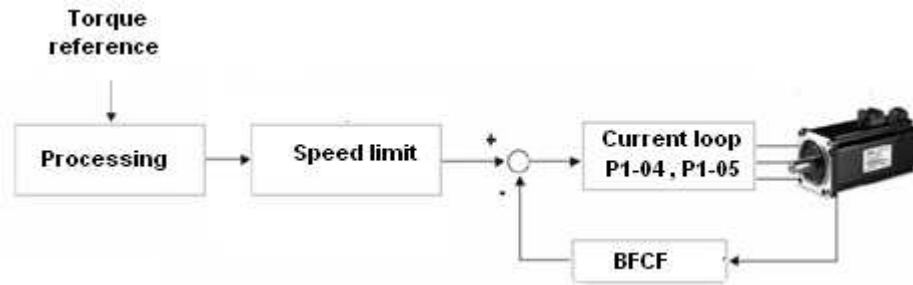 Torque
reference
Processing
Speed limit
+
-
Current loop
P1-04 , P1-05
BFCF